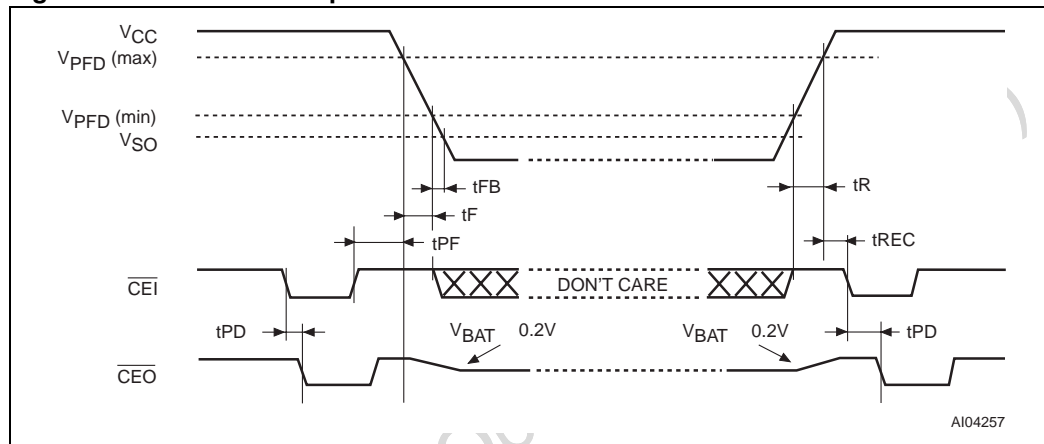 VCC
VPFD (max)
VPFD (min)
VSO
tFB
tR
tF
tREC
tPF
CEI
DON'T CARE
tPD
VBAT 0.2V
VBAT 0.2V
tPD
CEO
AI04257